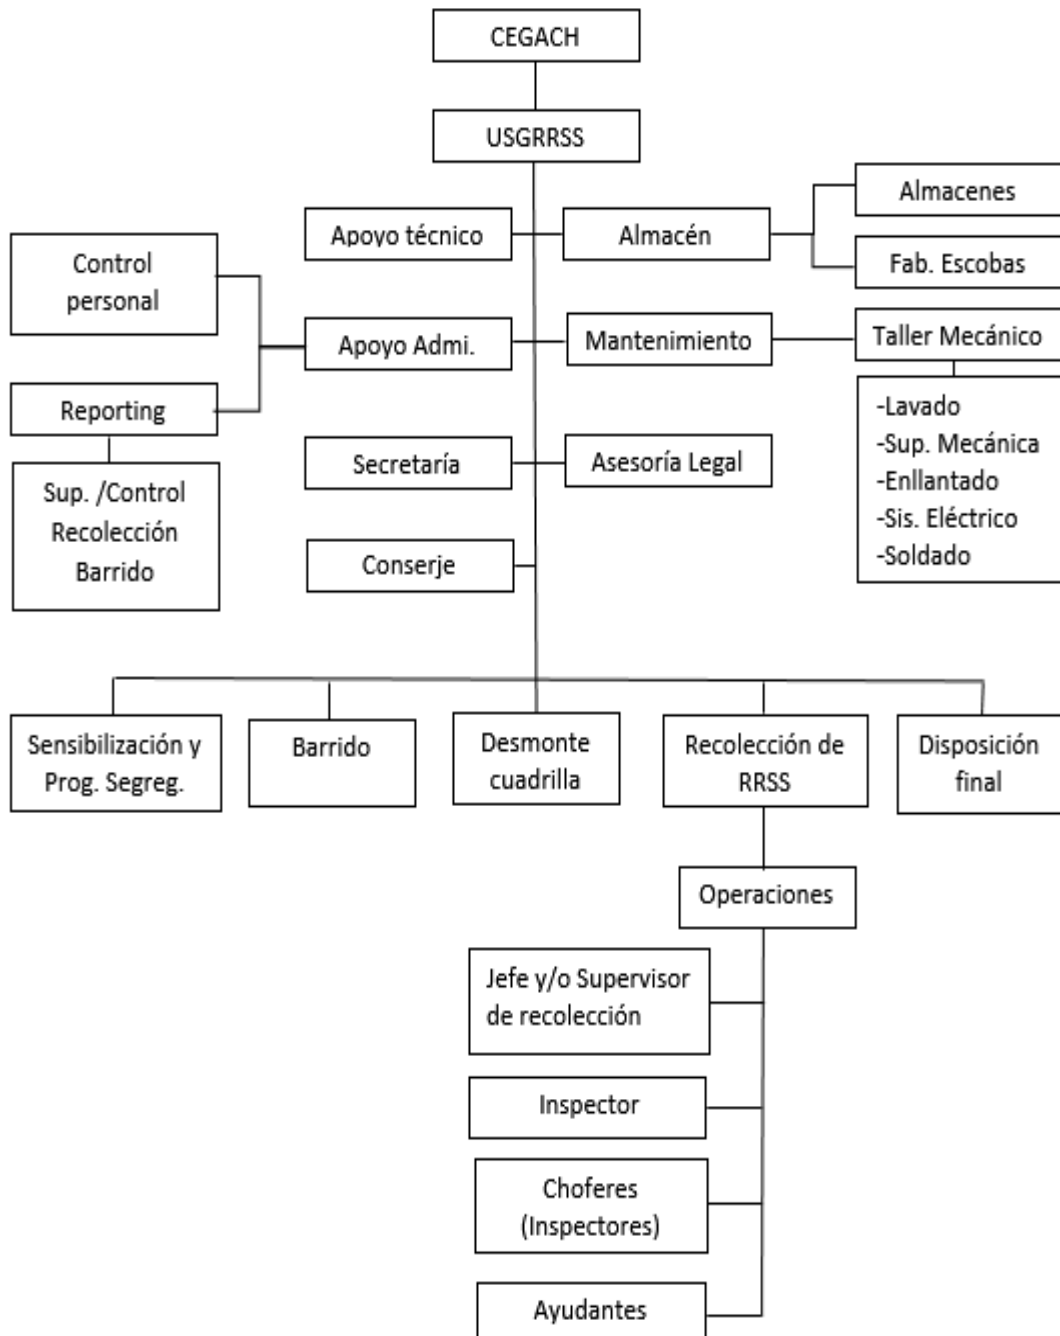 CEGACH
USGRRSS
Apoyo técnico
Almacén
Almacenes
Fab. Escobas
Control
personal
Apoyo Admi.
Mantenimiento
Taller Mecánico
Reporting
-Lavado
-Sup. Mecánica
-Enllantado
-Sis. Eléctrico
-Soldado
Secretaría
Asesoría Legal
Sup. /Control
Recolección
Barrido
Conserje
Sensibilización y
Prog. Segreg.
Barrido
Desmonte
cuadrilla
Recolección de
RRSS
Disposición
final
Operaciones
Jefe y/o Supervisor
de recolección
Inspector
Choferes
(Inspectores)
Ayudantes